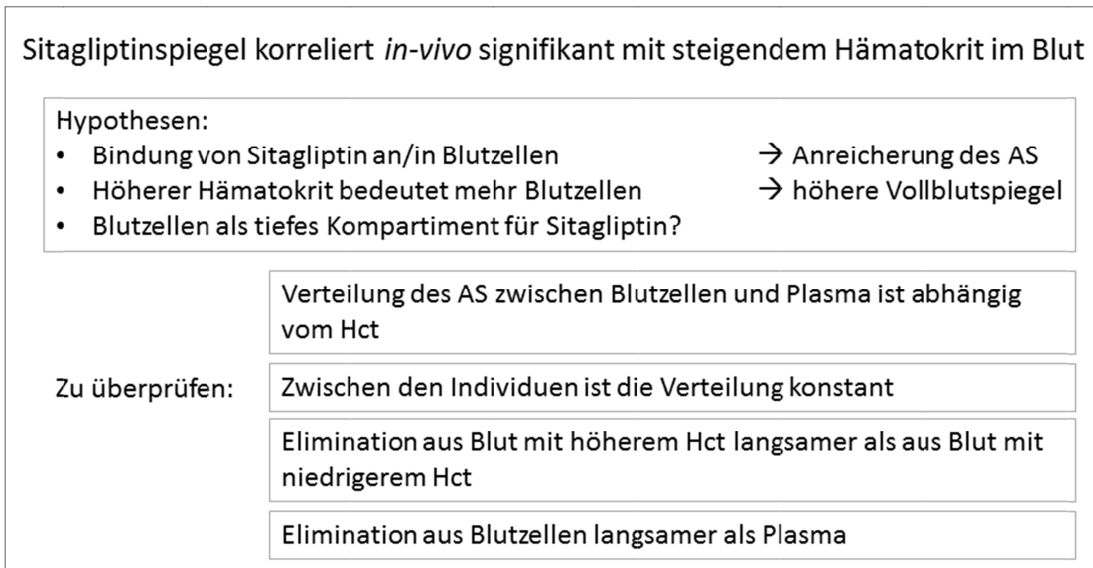 Sitagliptinspiegel korreliert in-vivo signifikant mit steigendem Hämatokrit im Blut
Hypothesen:
• Bindung von Sitagliptin an/in Blutzellen → Anreicherung des AS
• Höherer Hämatokrit bedeutet mehr Blutzellen → höhere Vollblutspiegel
• Blutzellen als tiefes Kompartiment für Sitagliptin?
Verteilung des AS zwischen Blutzellen und Plasma ist abhängig
vom Hct
Zu überprüfen:
Zwischen den Individuen ist die Verteilung konstant
Elimination aus Blut mit höherem Hct langsamer als aus Blut mit
niedrigerem Hct
Elimination aus Blutzellen langsamer als Plasma